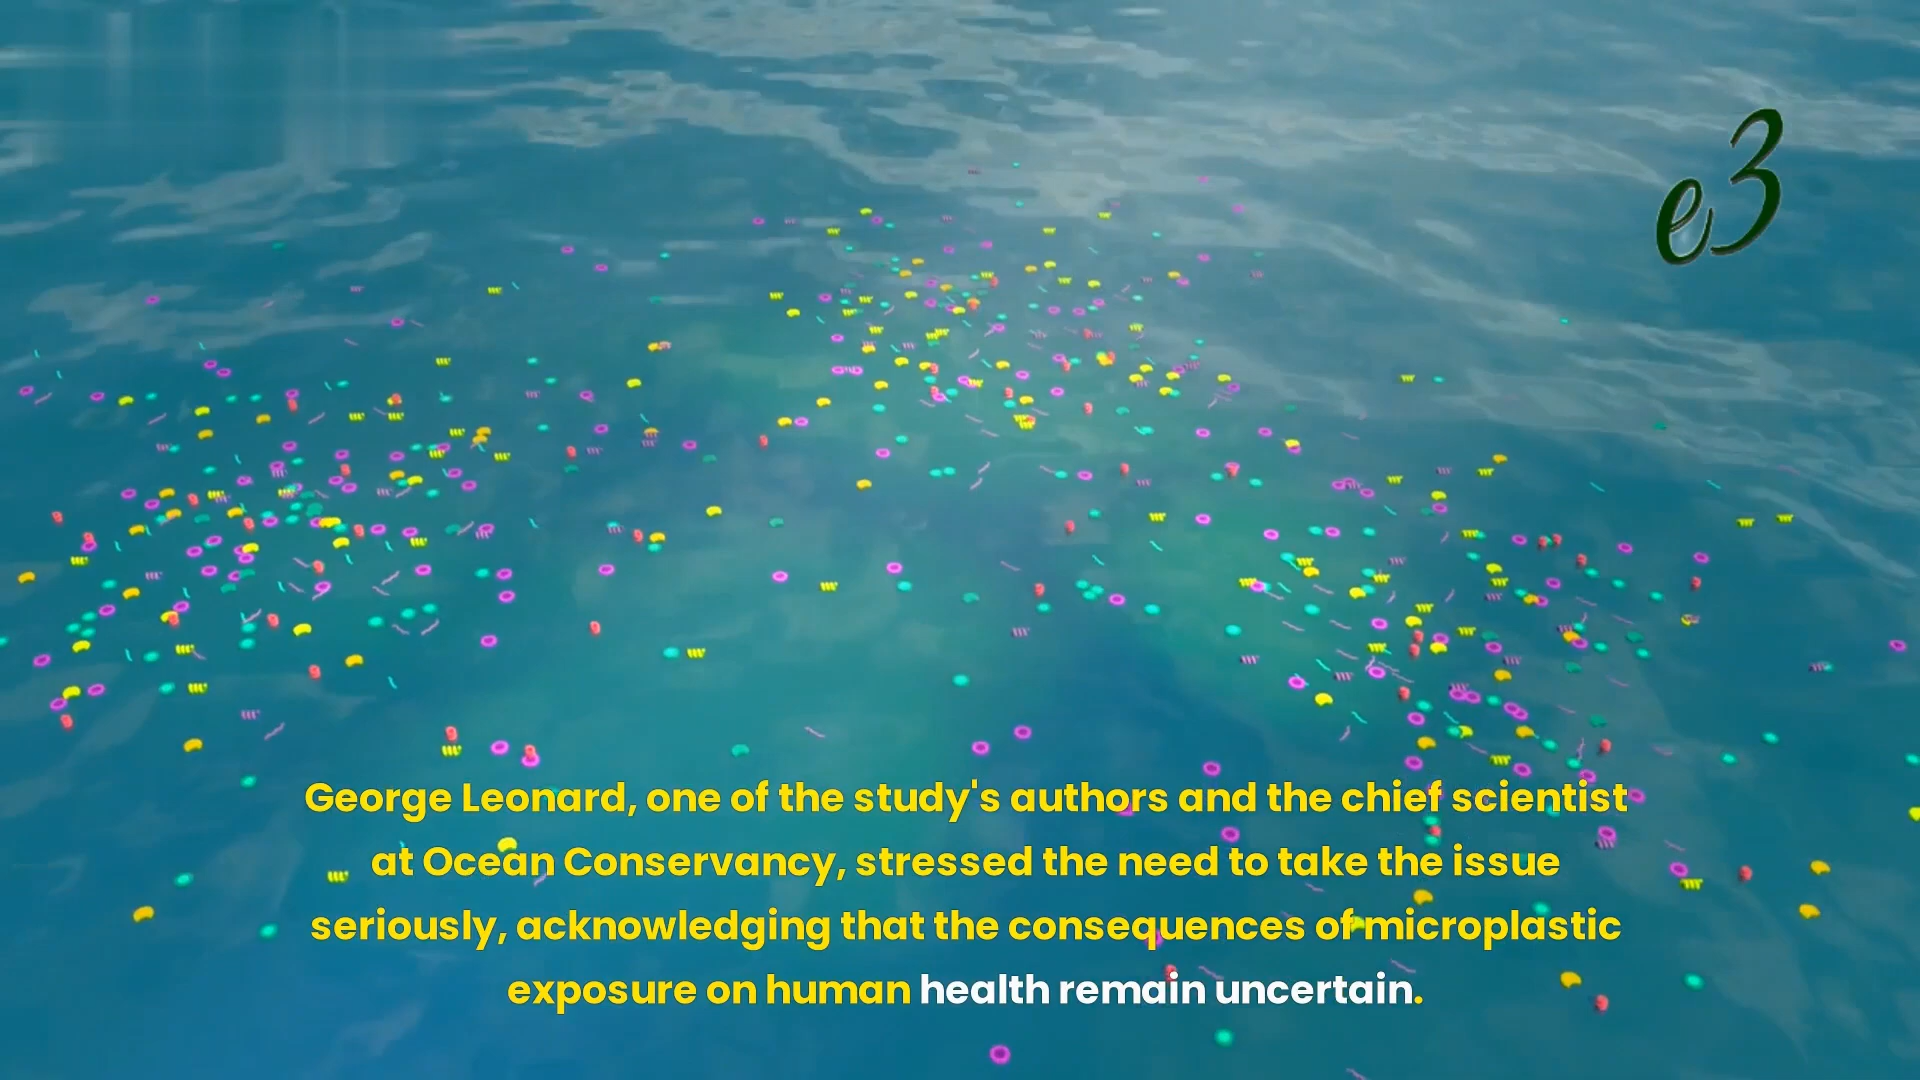 e3
George Leonard, one of the study's authors and the chief scientist
at Ocean Conservancy, stressed the need to take the issue
seriously, acknowledging that the consequences of microplastic
exposure on human health remain uncertain.